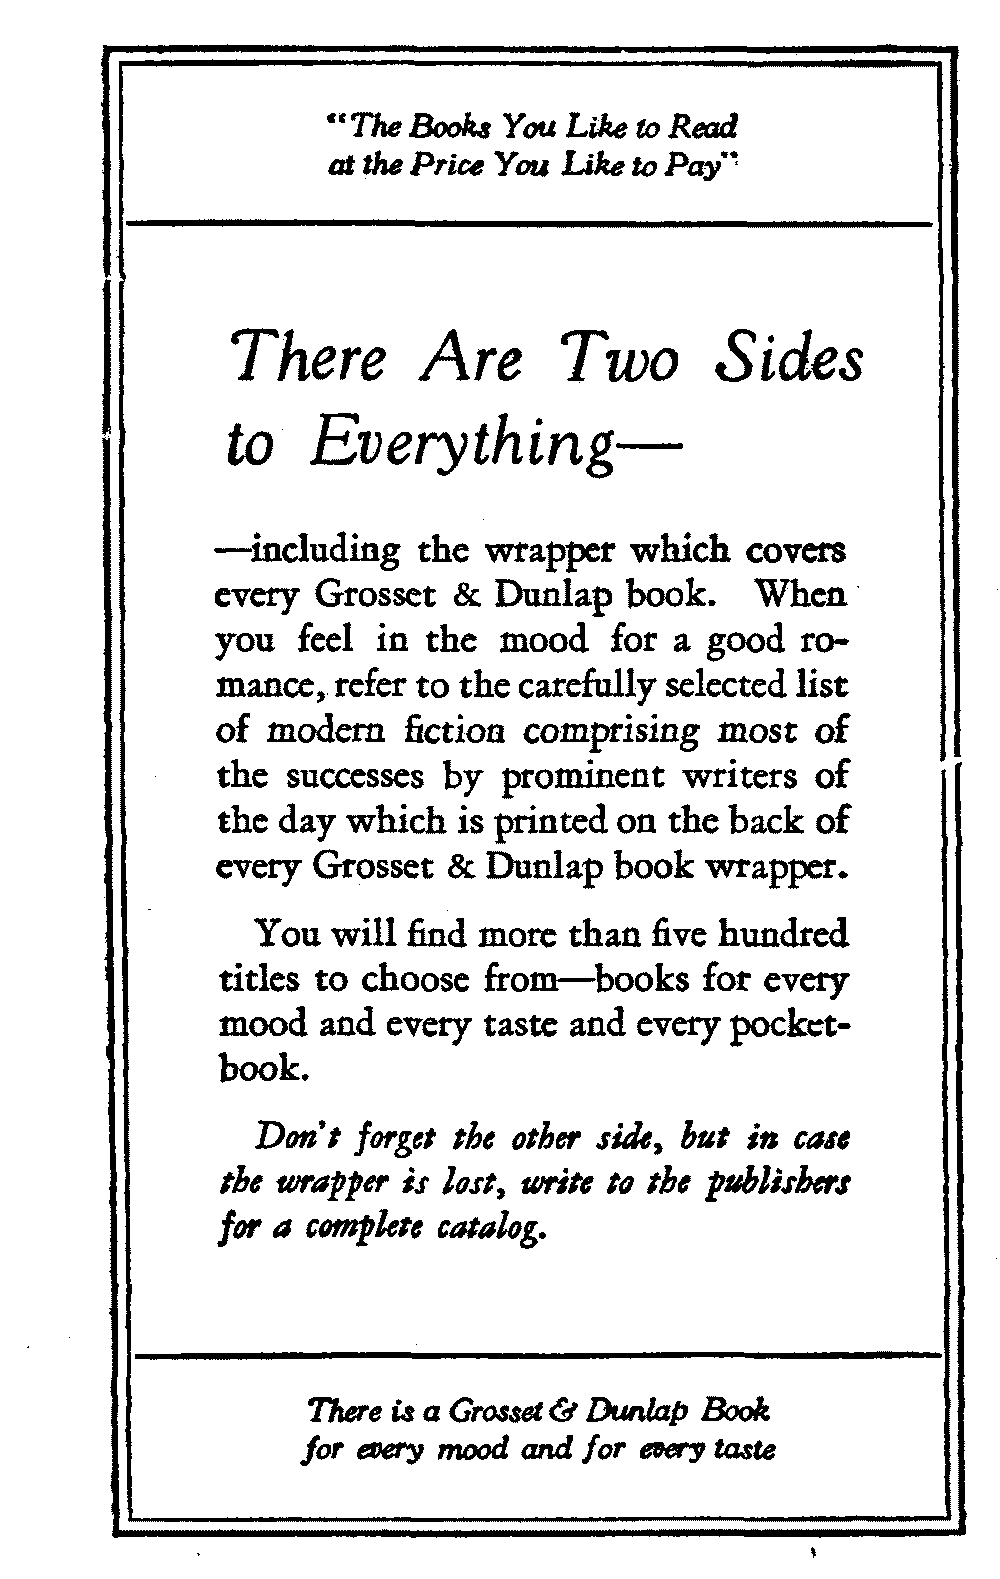 “The Books You Like to Read
at the Price You Like to Pay”
There Are Two Sides
to Everything—
—including the wrapper which covers
every Grosset & Dunlap book. When
you feel in the mood for a good ro-
mance, refer to the carefully selected list
of modern fiction comprising most of
the successes by prominent writers of
the day which is printed on the back of
every Grosset & Dunlap book wrapper.
You will find more than five hundred
titles to choose from—books for every
mood and every taste and every pocket-
book.
Don't forget the other side, but in case
the wrapper is lost, write to the publishers
for a complete catalog.
There is a Grosset & Dunlap Book
for every mood and for every taste